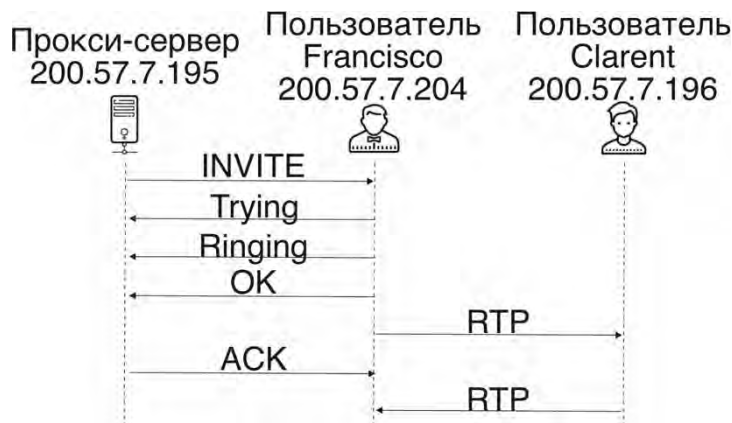 Прокси-сервер
200.57.7.195
Пользователь
Francisco
200.57.7.204
Пользователь
Clarent
200.57.7.196
INVITE
Trying
Ringing
OK
RTP
ACK
RTP